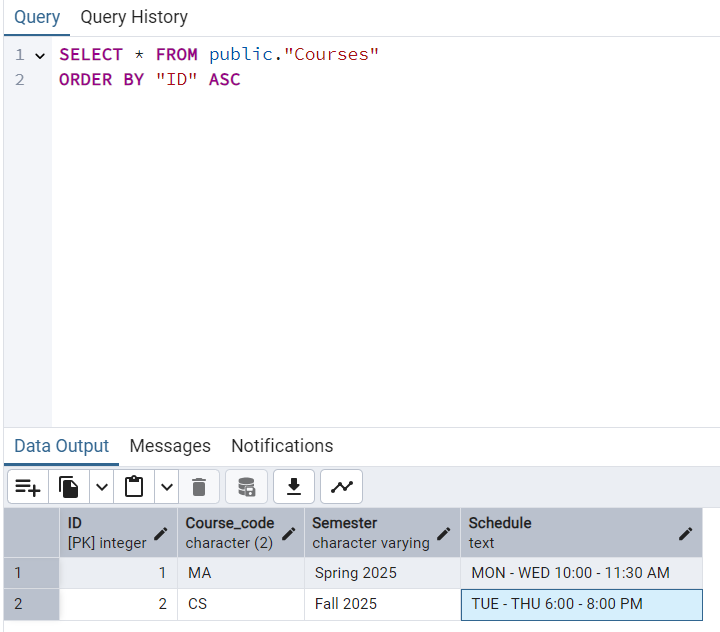 Query Query History
1 SELECT * FROM public."Courses"
2 ORDER BY "ID" ASC
Data Output Messages Notifications
ID Course_code Semester Schedule
[PK] integer character (2) character varying text
1 1 MA Spring 2025 MON - WED 10:00 - 11:30 AM
2 2 CS Fall 2025 TUE - THU 6:00 - 8:00 PM